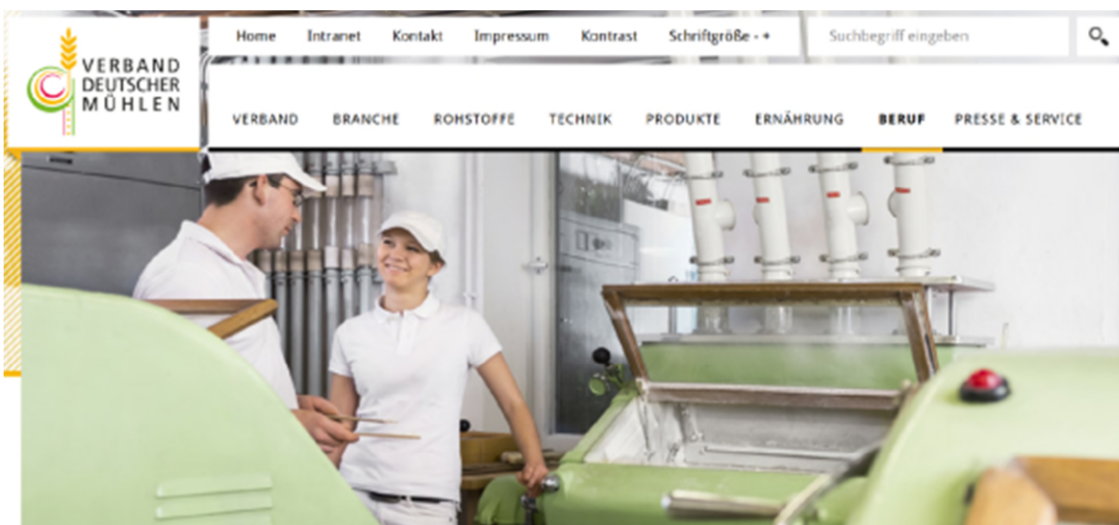 VERBAND
DEUTSCHER
MÜHLEN
Home Intranet Kontakt Impressum Kontrast Schriftgröße - +
Suchbegriff eingeben
VERBAND BRANCHE ROHSTOFFE TECHNIK PRODUKTE ERNÄHRUNG BERUF PRESSE & SERVICE